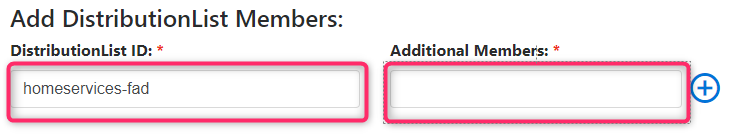 Add DistributionList Members:
DistributionList ID: * Additional Members: *
homeservices-fad